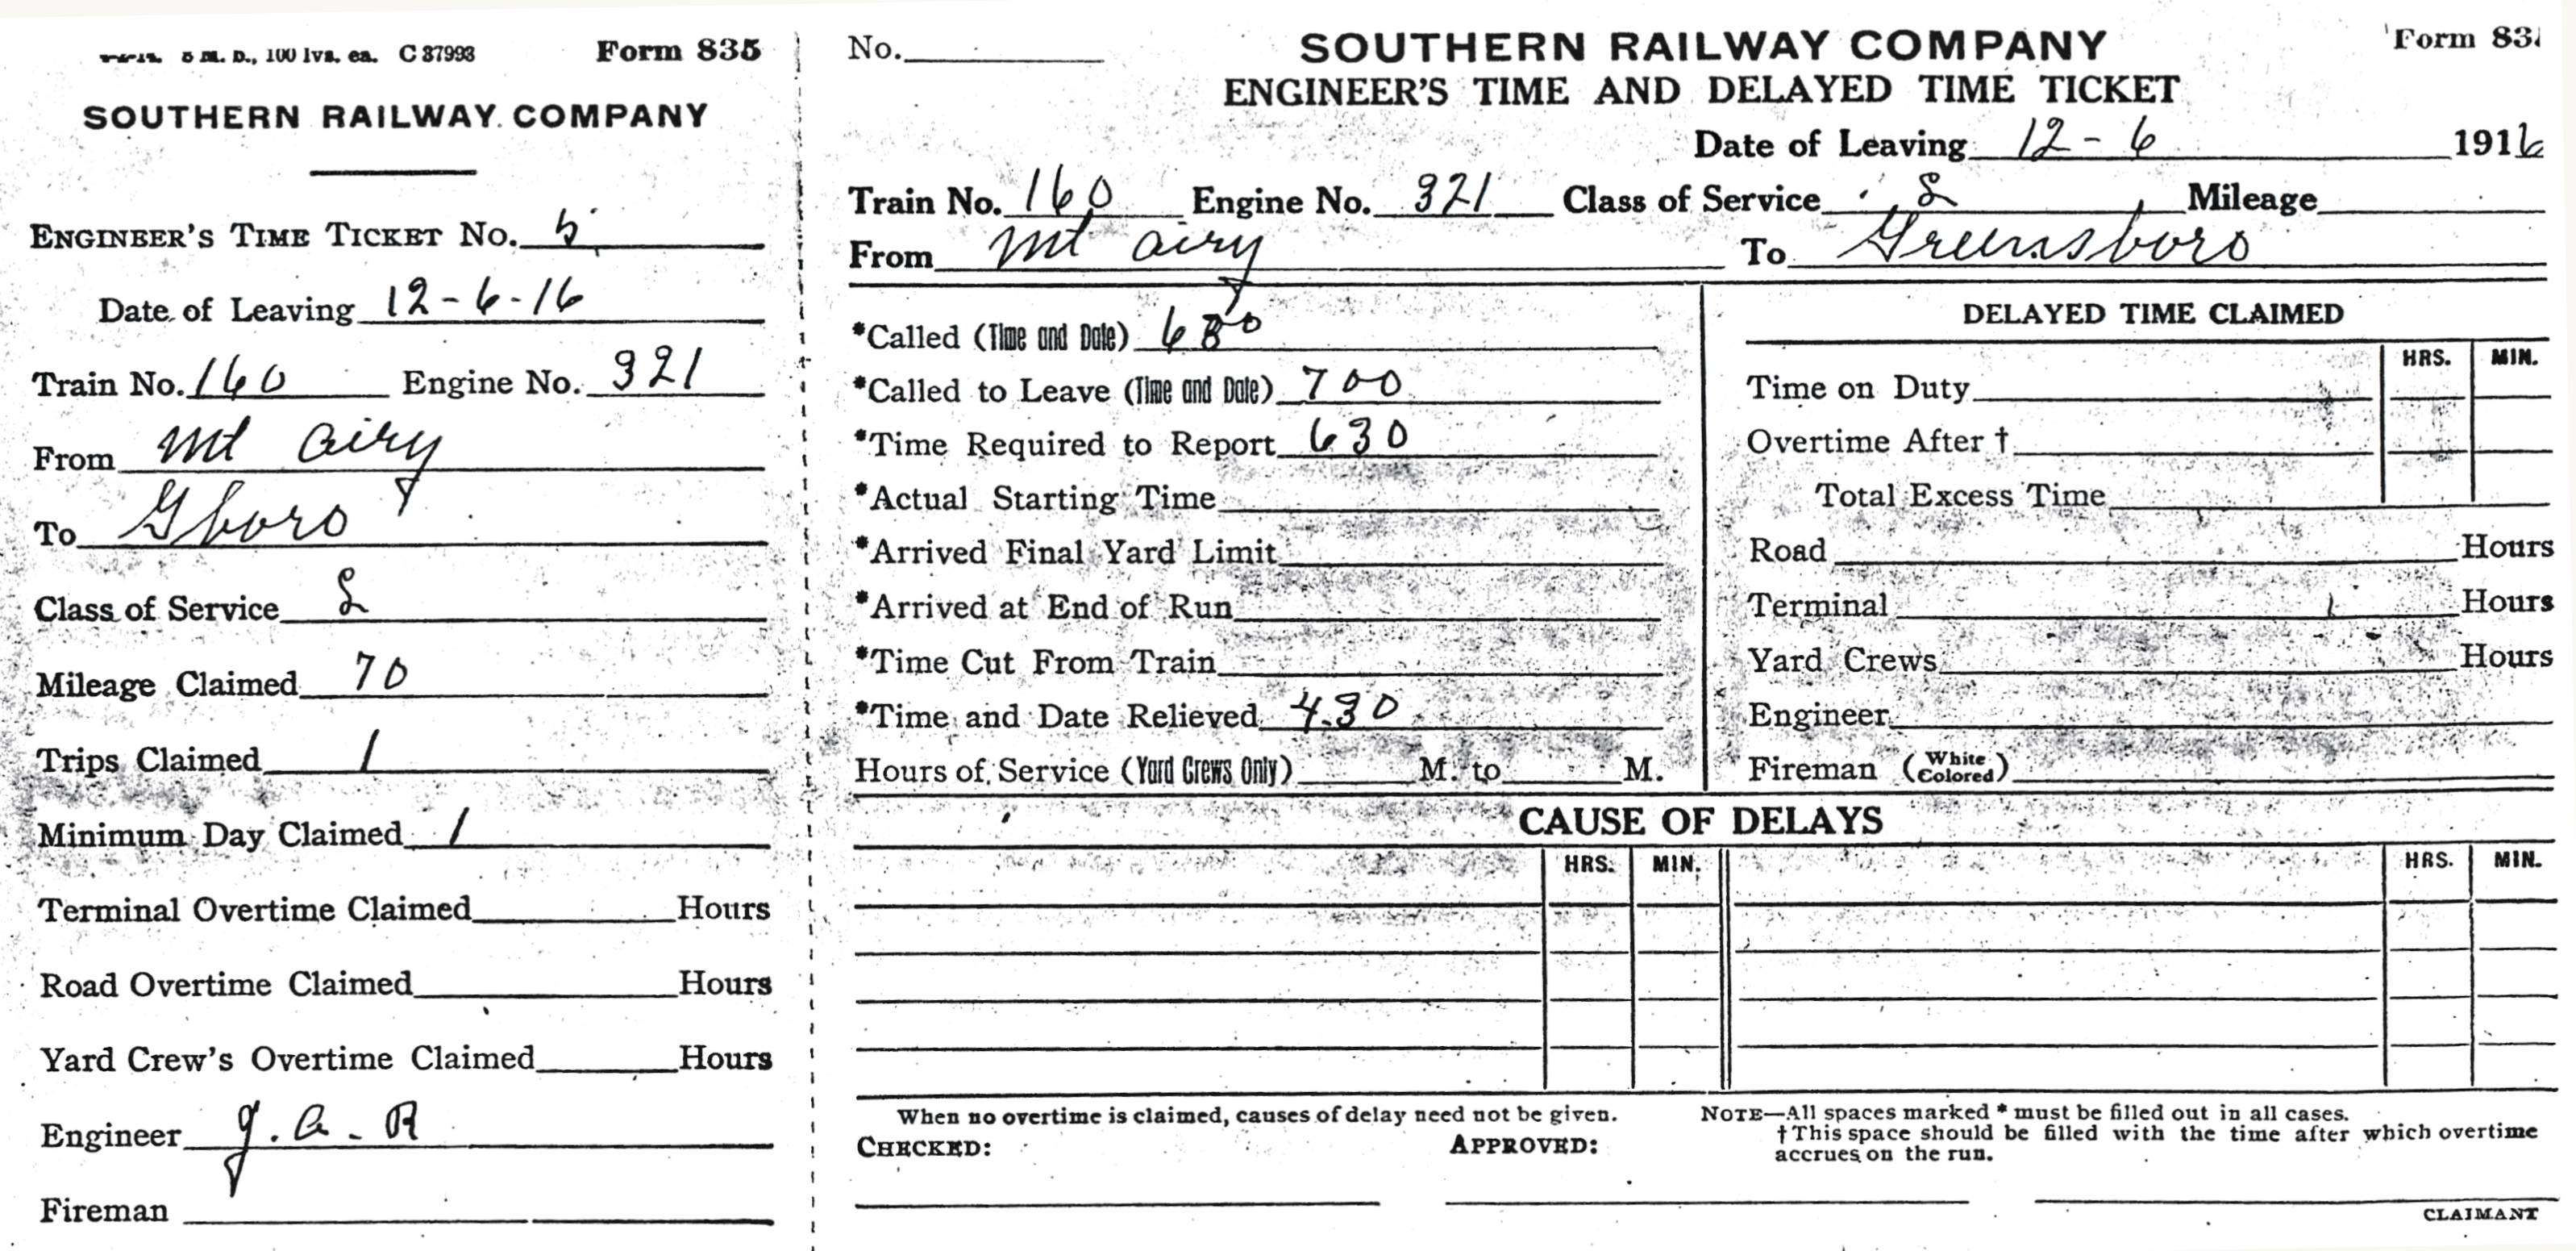 5 M. D., 100 lvs. ea. C 37993 Form 835
SOUTHERN RAILWAY COMPANY
ENGINEER'S TIME TICKET No. 5
Date of Leaving 12-6-16
Train No. 160 Engine No. 321
From Mt Airy
To Gboro
Class of Service L
Mileage Claimed 70
Trips Claimed 1
Minimum Day Claimed 1
Terminal Overtime Claimed Hours
Road Overtime Claimed Hours
Yard Crew's Overtime Claimed Hours
Engineer J. A. R
Fireman
No. SOUTHERN RAILWAY COMPANY Form 83
ENGINEER'S TIME AND DELAYED TIME TICKET
Date of Leaving 12-6 1916
Train No. 160 Engine No. 321 Class of Service L, Mileage
From Mt Airy To Greensboro
*Called (Time and Date)
*Called to Leave (Time and Date) 700
*Time Required to Report 630
*Actual Starting Time
*Arrived Final Yard Limit
*Arrived at End of Run
*Time Cut From Train
*Time and Date Relieved 4.30
Hours of Service (Yard Crews Only) M. to M.
DELAYED TIME CLAIMED
HRS. MIN.
Time on Duty
Overtime After †
Total Excess Time
Road Hours
Terminal Hours
Yard Crews Hours
Engineer
Fireman (White Colored)
CAUSE OF DELAYS
HRS. MIN. HRS. MIN.
When no overtime is claimed, causes of delay need not be given.
NOTE—All spaces marked * must be filled out in all cases.
†This space should be filled with the time after which overtime
accrues on the run.
CHECKED: APPROVED:
CLAIMANT